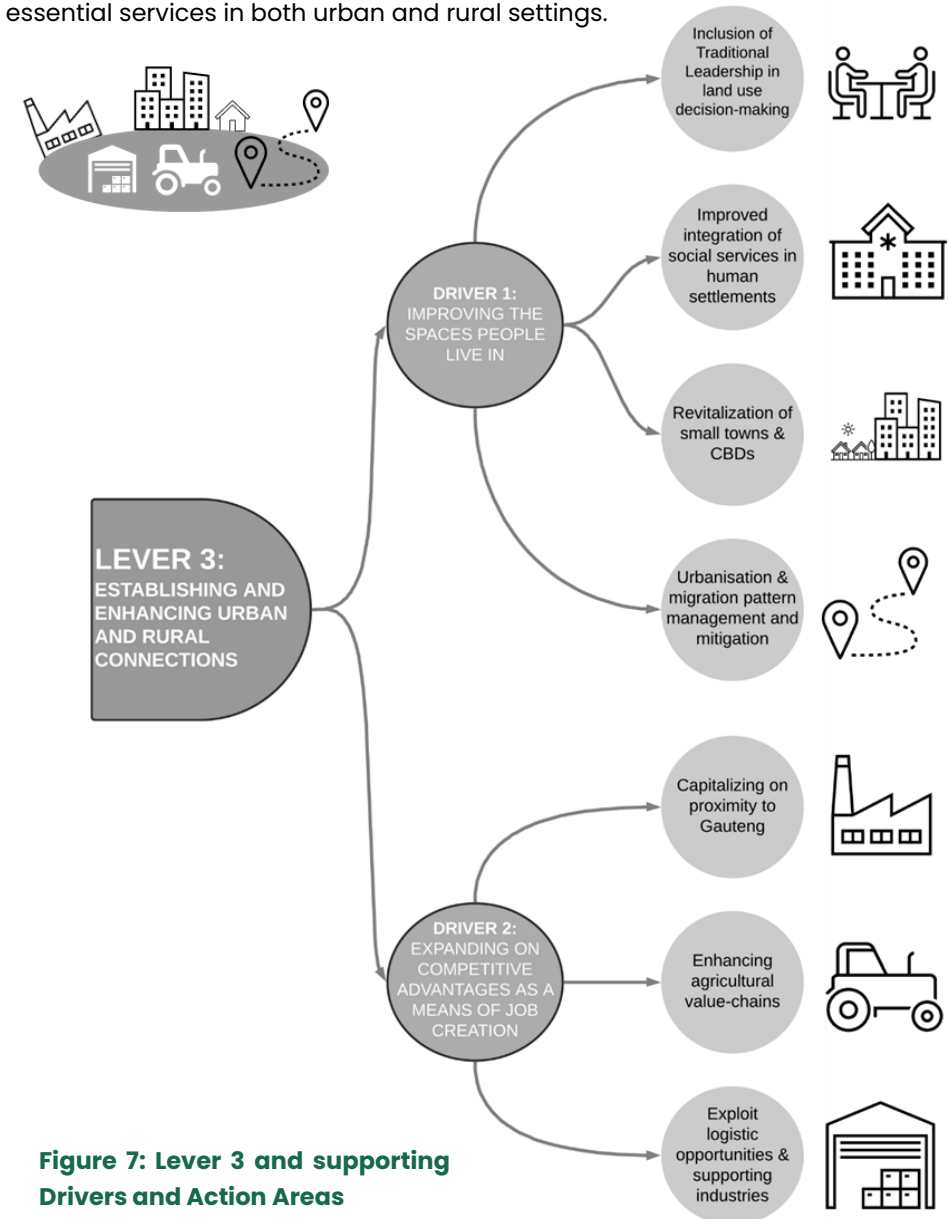 essential services in both urban and rural settings.
LEVER 3:
ESTABLISHING AND
ENHANCING URBAN
AND RURAL
CONNECTIONS
DRIVER 1:
IMPROVING THE
SPACES PEOPLE
LIVE IN
Inclusion of
Traditional
Leadership in
land use
decision-making
Improved
integration of
social services in
human
settlements
Revitalization of
small towns &
CBDs
Urbanisation &
migration pattern
management and
mitigation
DRIVER 2:
EXPANDING ON
COMPETITIVE
ADVANTAGES AS A
MEANS OF JOB
CREATION
Capitalizing on
proximity to
Gauteng
Enhancing
agricultural
value-chains
Exploit
logistic
opportunities &
supporting
industries
Figure 7: Lever 3 and supporting
Drivers and Action Areas